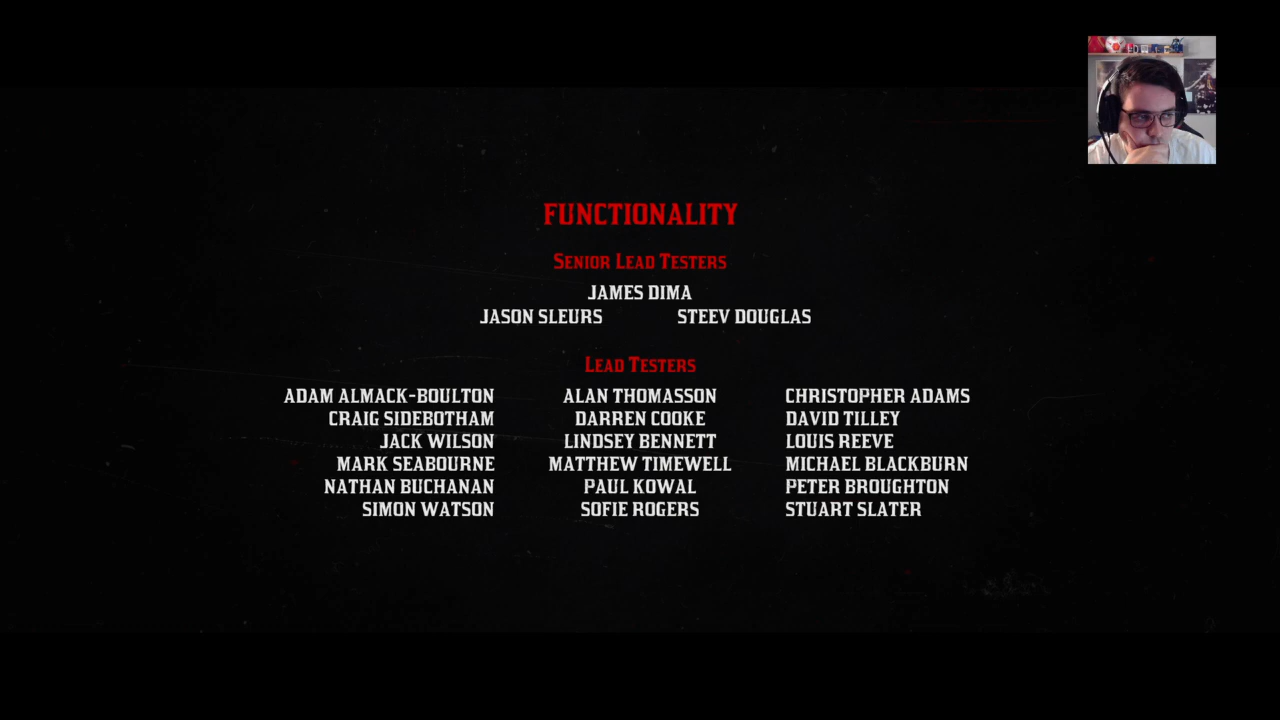 FUNCTIONALITY
SENIOR LEAD TESTERS
JAMES DIMA
JASON SLEURS STEEV DOUGLAS
LEAD TESTERS
ADAM ALMACK-BOULTON ALAN THOMASSON CHRISTOPHER ADAMS
CRAIG SIDEBOTHAM DARREN COOKE DAVID TILLEY
JACK WILSON LINDSEY BENNETT LOUIS REEVE
MARK SEABOURNE MATTHEW TIMEWELL MICHAEL BLACKBURN
NATHAN BUCHANAN PAUL KOWAL PETER BROUGHTON
SIMON WATSON SOFIE ROGERS STUART SLATER